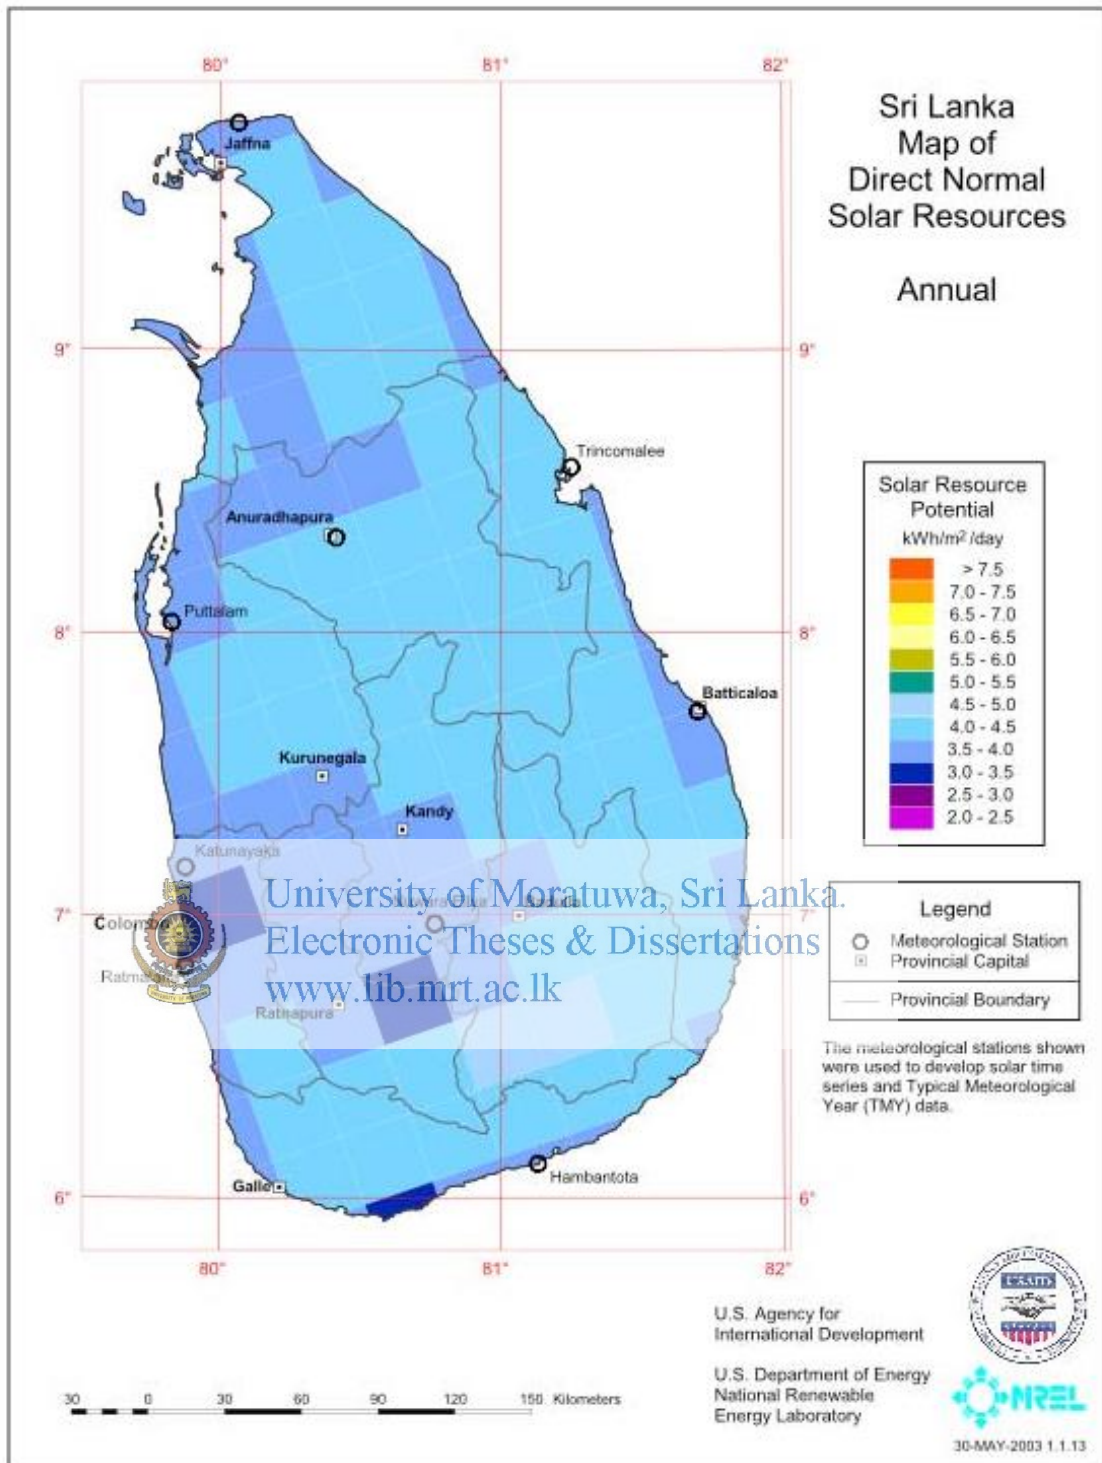 Sri Lanka
Map of
Direct Normal
Solar Resources
Annual
80° 81° 82°
Jaffna
9° 9°
Trincomalee
Anuradhapura
Puttalam
8° 8°
Batticaloa
Kurunegala
Kandy
Katunayaka
University of Moratuwa, Sri Lanka.
Electronic Theses & Dissertations
www.lib.mrt.ac.lk
7° 7°
Ratnapura
Hambantota
Galle
6° 6°
80° 81° 82°
Solar Resource
Potential
kWh/m² /day
> 7.5
7.0 - 7.5
6.5 - 7.0
6.0 - 6.5
5.5 - 6.0
5.0 - 5.5
4.5 - 5.0
4.0 - 4.5
3.5 - 4.0
3.0 - 3.5
2.5 - 3.0
2.0 - 2.5
Legend
Meteorological Station
Provincial Capital
Provincial Boundary
The meteorological stations shown
were used to develop solar time
series and Typical Meteorological
Year (TMY) data.
U.S. Agency for
International Development
USAID
U.S. Department of Energy
National Renewable
Energy Laboratory
NREL
30 0 30 60 90 120 150 Kilometers
30-MAY-2003 1.1.13